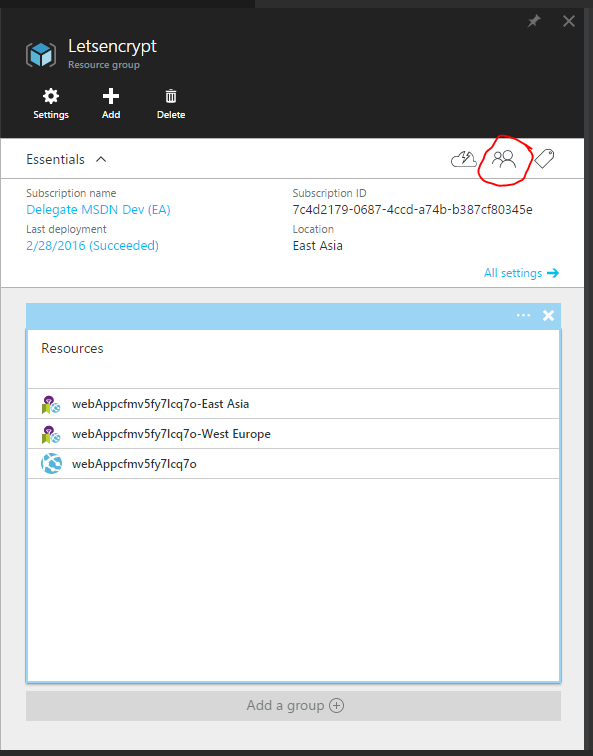 Letsencrypt
Resource group
Settings
Add
Delete
Essentials
Subscription name
Delegate MSDN Dev (EA)
Last deployment
2/28/2016 (Succeeded)
Subscription ID
7c4d2179-0687-4ccd-a74b-b387cf80345e
Location
East Asia
All settings
Resources
webAppcfmv5fy7lcq7o-East Asia
webAppcfmv5fy7lcq7o-West Europe
webAppcfmv5fy7lcq7o
Add a group